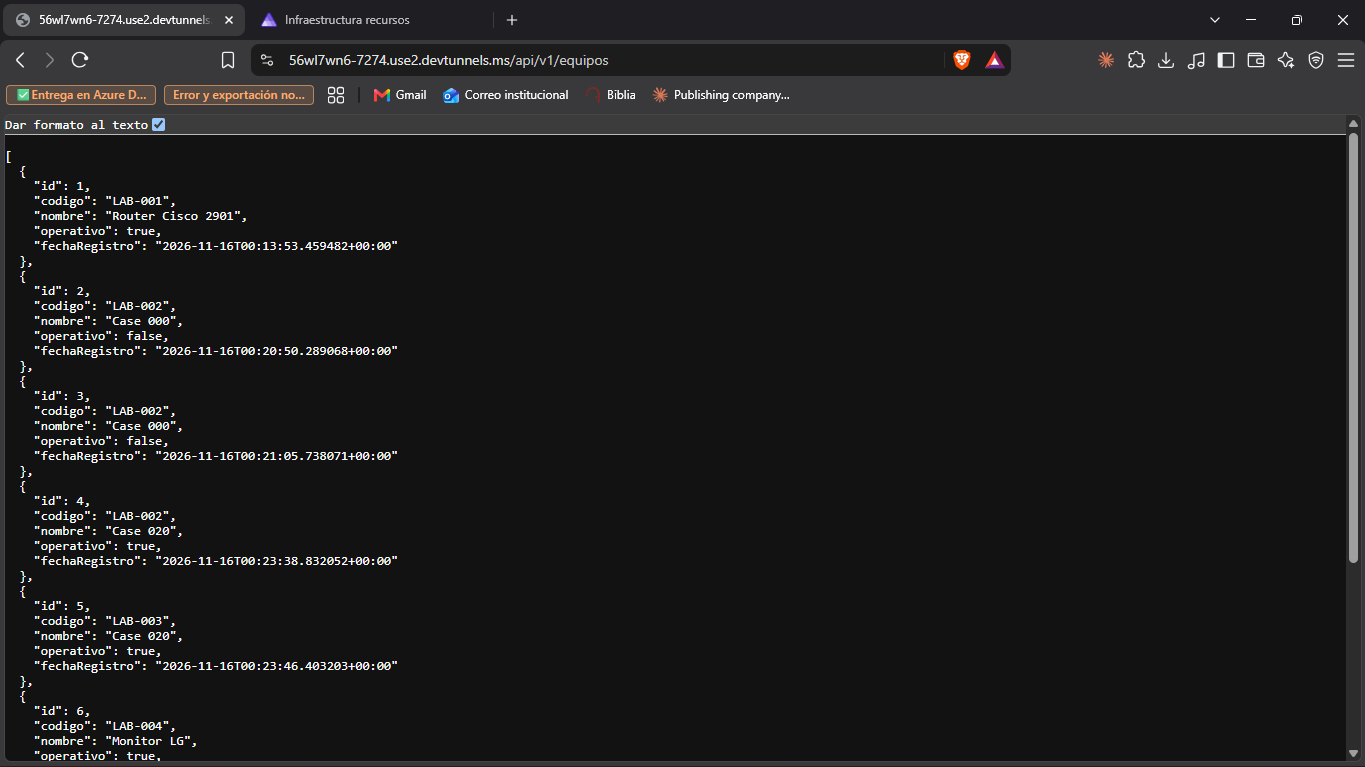 56wl7wn6-7274.use2.devtunnels.
Infraestructura recursos
56wl7wn6-7274.use2.devtunnels.ms/api/v1/equipos
Entrega en Azure D...
Error y exportación no...
Gmail
Correo institucional
Biblia
Publishing company...
Dar formato al texto
[
  {
    "id": 1,
    "codigo": "LAB-001",
    "nombre": "Router Cisco 2901",
    "operativo": true,
    "fechaRegistro": "2026-11-16T00:13:53.459482+00:00"
  },
  {
    "id": 2,
    "codigo": "LAB-002",
    "nombre": "Case 000",
    "operativo": false,
    "fechaRegistro": "2026-11-16T00:20:50.289068+00:00"
  },
  {
    "id": 3,
    "codigo": "LAB-002",
    "nombre": "Case 000",
    "operativo": false,
    "fechaRegistro": "2026-11-16T00:21:05.738071+00:00"
  },
  {
    "id": 4,
    "codigo": "LAB-002",
    "nombre": "Case 020",
    "operativo": true,
    "fechaRegistro": "2026-11-16T00:23:38.832052+00:00"
  },
  {
    "id": 5,
    "codigo": "LAB-003",
    "nombre": "Case 020",
    "operativo": true,
    "fechaRegistro": "2026-11-16T00:23:46.403203+00:00"
  },
  {
    "id": 6,
    "codigo": "LAB-004",
    "nombre": "Monitor LG",
    "operativo": true,